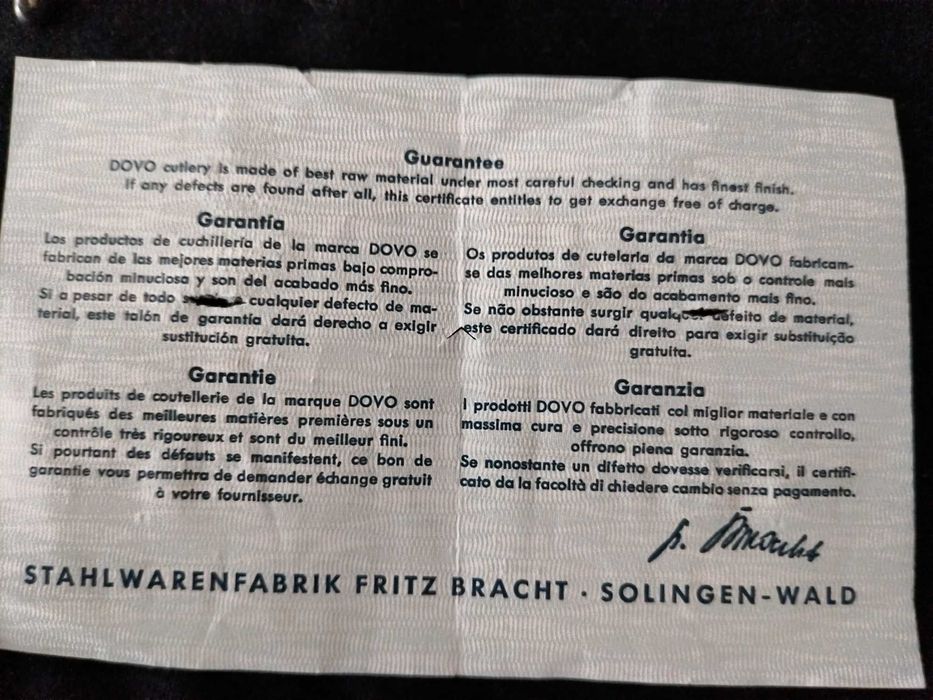 Guarantee
DOVO cutlery is made of best raw material under most careful checking and has finest finish.
If any defects are found after all, this certificate entitles to get exchange free of charge.
Garantía
Los productos de cuchillería de la marca DOVO se
fabrican de las mejores materias primas bajo compro-
bación minuciosa y son del acabado más fino.
Si a pesar de todo cualquier defecto de ma-
terial, este talón de garantía dará derecho a exigir
sustitución gratuita.
Garantie
Les produits de coutellerie de la marque DOVO sont
fabriqués des meilleures matières premières sous un
contrôle très rigoureux et sont du meilleur fini.
Si pourtant des défauts se manifestent, ce bon de
garantie vous permettra de demander échange gratuit
à votre fournisseur.
Garantia
Os produtos de cutelaria da marca DOVO fabricam-
se das melhores materias primas sob o controle mais
minucioso e são do acabamento mais fino.
Se não obstante surgir qualquer defeito de material,
este certificado dará direito para exigir substituição
gratuita.
Garanzia
I prodotti DOVO fabbricati col miglior materiale e con
massima cura e precisione sotto rigoroso controllo,
offrono piena garanzia.
Se nonostante un difetto dovesse verificarsi, il certifi-
cato da la facoltà di chiedere cambio senza pagamento.
STAHLWARENFABRIK FRITZ BRACHT · SOLINGEN-WALD